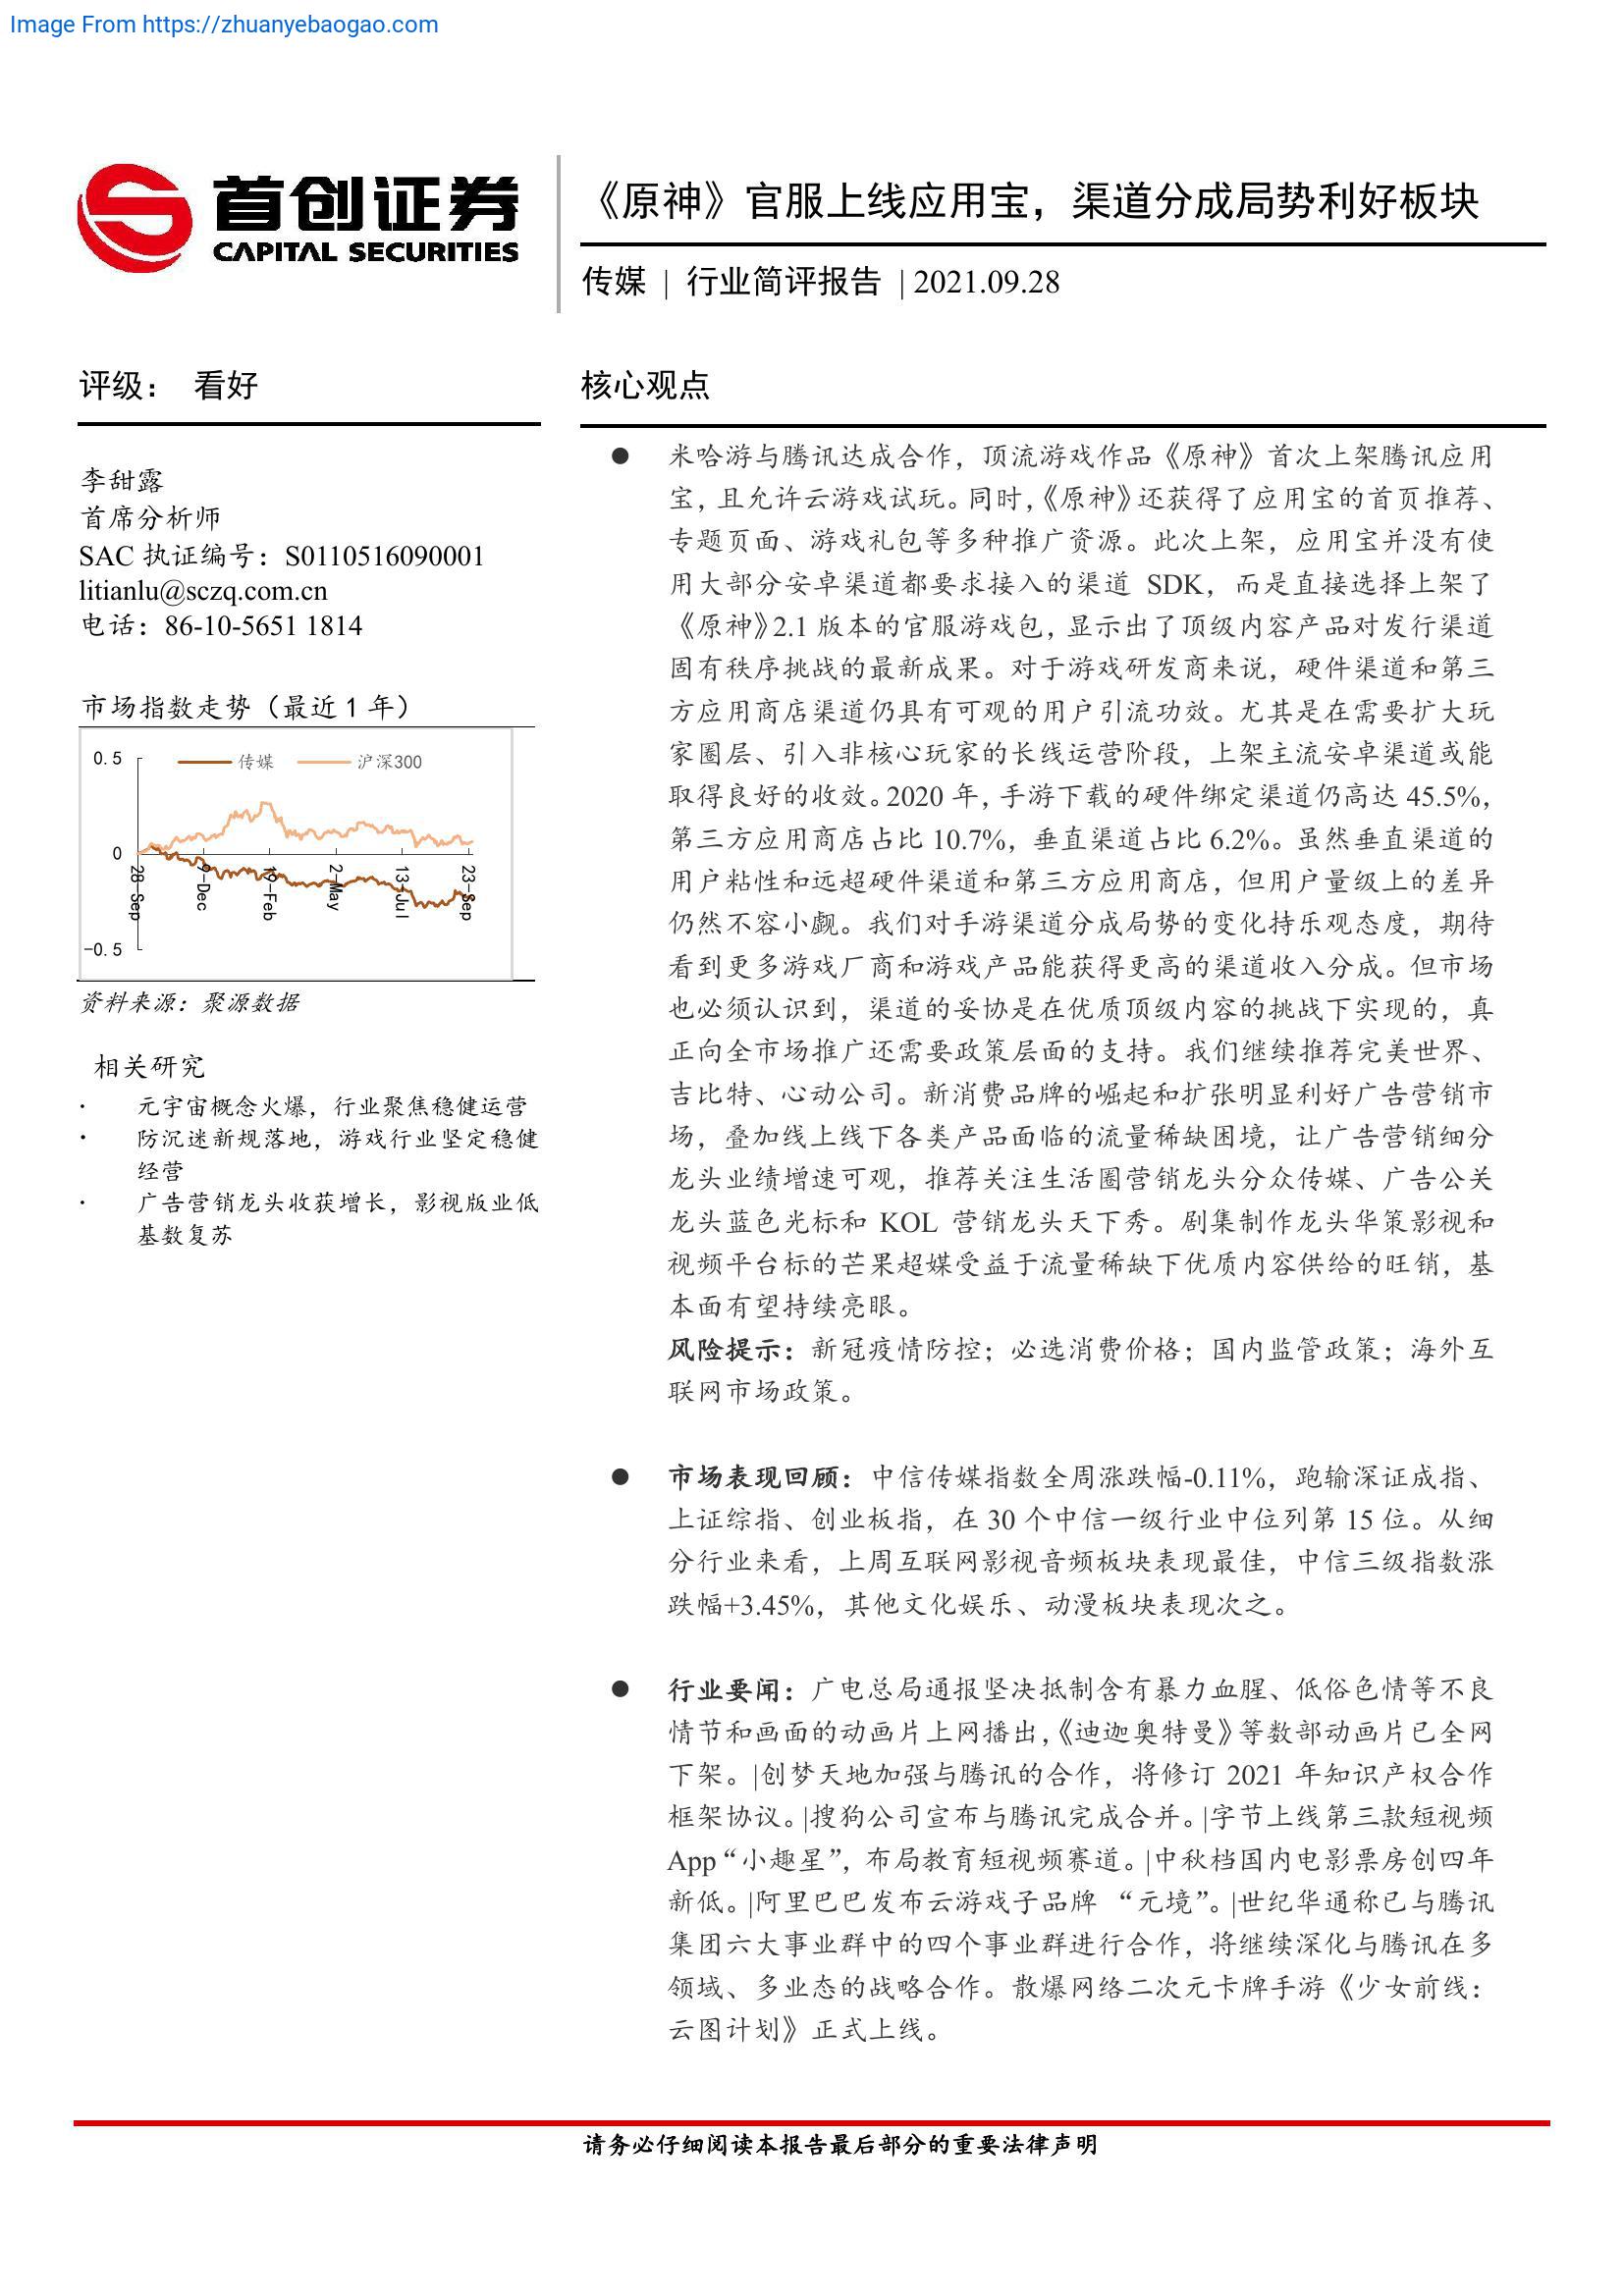 Image From https://zhuanyebaogao.com
首创证券
CAPITAL SECURITIES
《原神》官服上线应用宝，渠道分成局势利好板块
传媒 | 行业简评报告 | 2021.09.28
评级： 看好
李甜露
首席分析师
SAC 执证编号：S0110516090001
litianlu@sczq.com.cn
电话：86-10-5651 1814
市场指数走势（最近 1 年）
传媒 沪深300
0.5
0
-0.5
28-Sep 9-Dec 19-Feb 2-May 13-Jul 23-Sep
资料来源：聚源数据
相关研究
· 元宇宙概念火爆，行业聚焦稳健运营
· 防沉迷新规落地，游戏行业坚定稳健
经营
· 广告营销龙头收获增长，影视版业低
基数复苏
核心观点
● 米哈游与腾讯达成合作，顶流游戏作品《原神》首次上架腾讯应用
宝，且允许云游戏试玩。同时，《原神》还获得了应用宝的首页推荐、
专题页面、游戏礼包等多种推广资源。此次上架，应用宝并没有使
用大部分安卓渠道都要求接入的渠道 SDK，而是直接选择上架了
《原神》2.1 版本的官服游戏包，显示出了顶级内容产品对发行渠道
固有秩序挑战的最新成果。对于游戏研发商来说，硬件渠道和第三
方应用商店渠道仍具有可观的用户引流功效。尤其是在需要扩大玩
家圈层、引入非核心玩家的长线运营阶段，上架主流安卓渠道或能
取得良好的收效。2020 年，手游下载的硬件绑定渠道仍高达 45.5%，
第三方应用商店占比 10.7%，垂直渠道占比 6.2%。虽然垂直渠道的
用户粘性和远超硬件渠道和第三方应用商店，但用户量级上的差异
仍然不容小觑。我们对手游渠道分成局势的变化持乐观态度，期待
看到更多游戏厂商和游戏产品能获得更高的渠道收入分成。但市场
也必须认识到，渠道的妥协是在优质顶级内容的挑战下实现的，真
正向全市场推广还需要政策层面的支持。我们继续推荐完美世界、
吉比特、心动公司。新消费品牌的崛起和扩张明显利好广告营销市
场，叠加线上线下各类产品面临的流量稀缺困境，让广告营销细分
龙头业绩增速可观，推荐关注生活圈营销龙头分众传媒、广告公关
龙头蓝色光标和 KOL 营销龙头天下秀。剧集制作龙头华策影视和
视频平台标的芒果超媒受益于流量稀缺下优质内容供给的旺销，基
本面有望持续亮眼。
风险提示：新冠疫情防控；必选消费价格；国内监管政策；海外互
联网市场政策。
● 市场表现回顾：中信传媒指数全周涨跌幅-0.11%，跑输深证成指、
上证综指、创业板指，在 30 个中信一级行业中位列第 15 位。从细
分行业来看，上周互联网影视音频板块表现最佳，中信三级指数涨
跌幅+3.45%，其他文化娱乐、动漫板块表现次之。
● 行业要闻：广电总局通报坚决抵制含有暴力血腥、低俗色情等不良
情节和画面的动画片上网播出，《迪迦奥特曼》等数部动画片已全网
下架。|创梦天地加强与腾讯的合作，将修订 2021 年知识产权合作
框架协议。|搜狗公司宣布与腾讯完成合并。|字节上线第三款短视频
App“小趣星”，布局教育短视频赛道。|中秋档国内电影票房创四年
新低。|阿里巴巴发布云游戏子品牌 “元境”。|世纪华通称已与腾讯
集团六大事业群中的四个事业群进行合作，将继续深化与腾讯在多
领域、多业态的战略合作。散爆网络二次元卡牌手游《少女前线：
云图计划》正式上线。
请务必仔细阅读本报告最后部分的重要法律声明